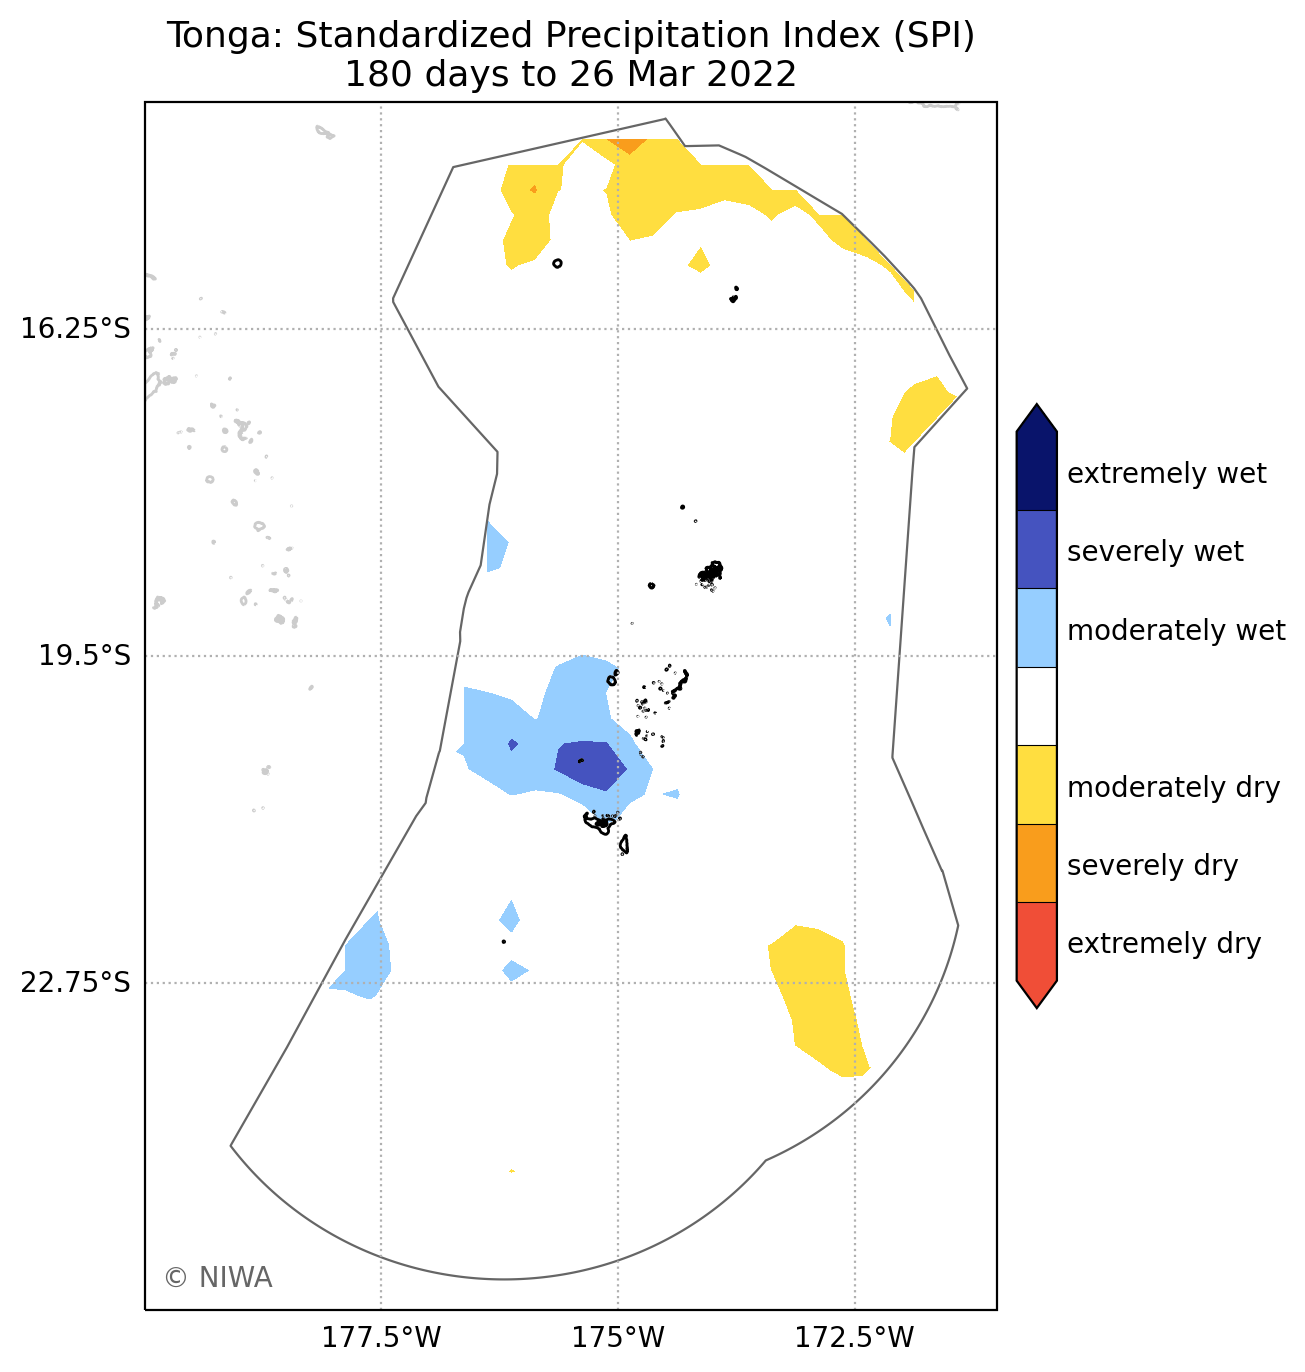 Tonga: Standardized Precipitation Index (SPI)
180 days to 26 Mar 2022
16.25°S
19.5°S
22.75°S
177.5°W
175°W
172.5°W
extremely wet
severely wet
moderately wet
moderately dry
severely dry
extremely dry
© NIWA